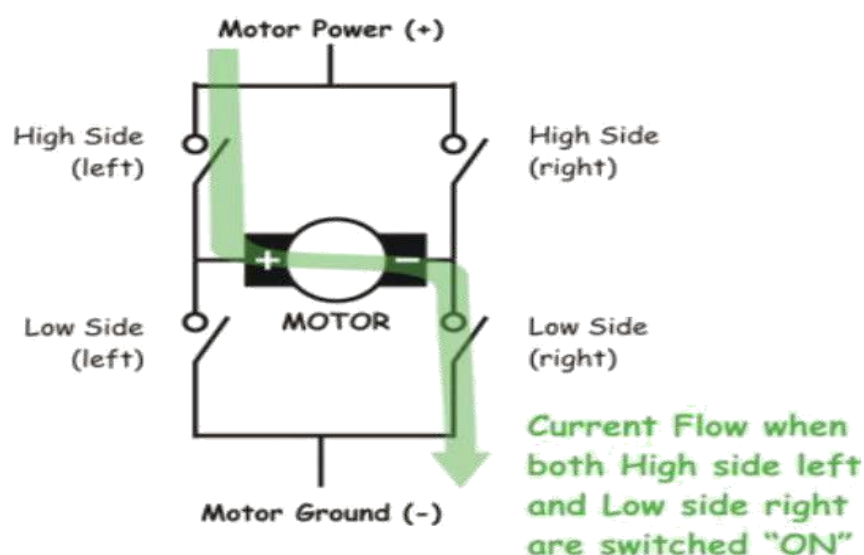 Motor Power (+)
High Side
(left)
High Side
(right)
+
−
MOTOR
Low Side
(left)
Low Side
(right)
Current Flow when
both High side left
and Low side right
are switched “ON”
Motor Ground (-)